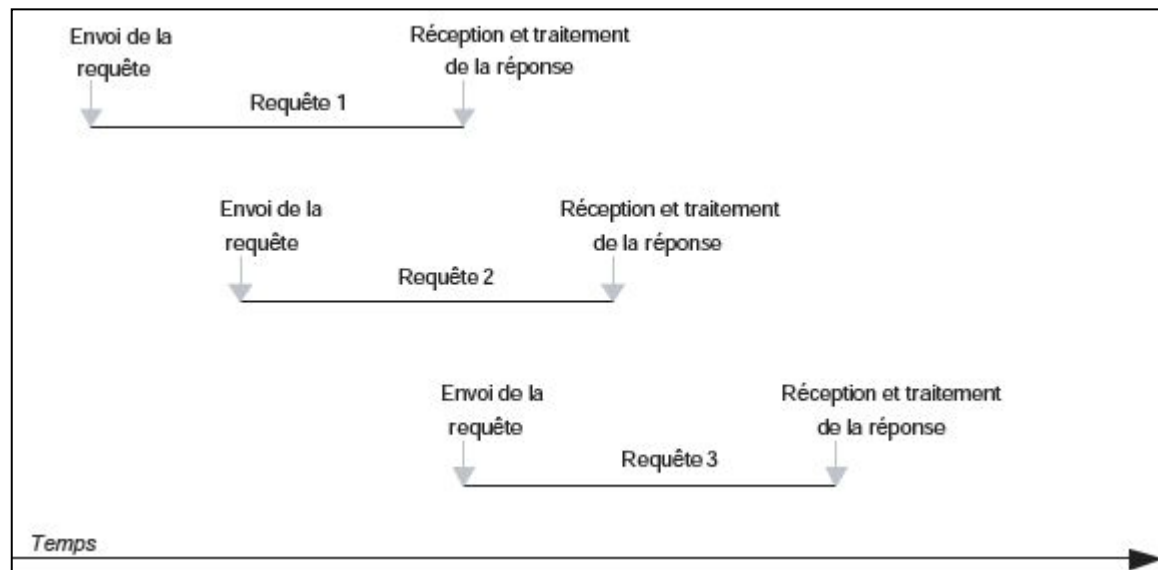 Envoi de la
requête
Réception et traitement
de la réponse
Requête 1
Envoi de la
requête
Réception et traitement
de la réponse
Requête 2
Envoi de la
requête
Réception et traitement
de la réponse
Requête 3
Temps